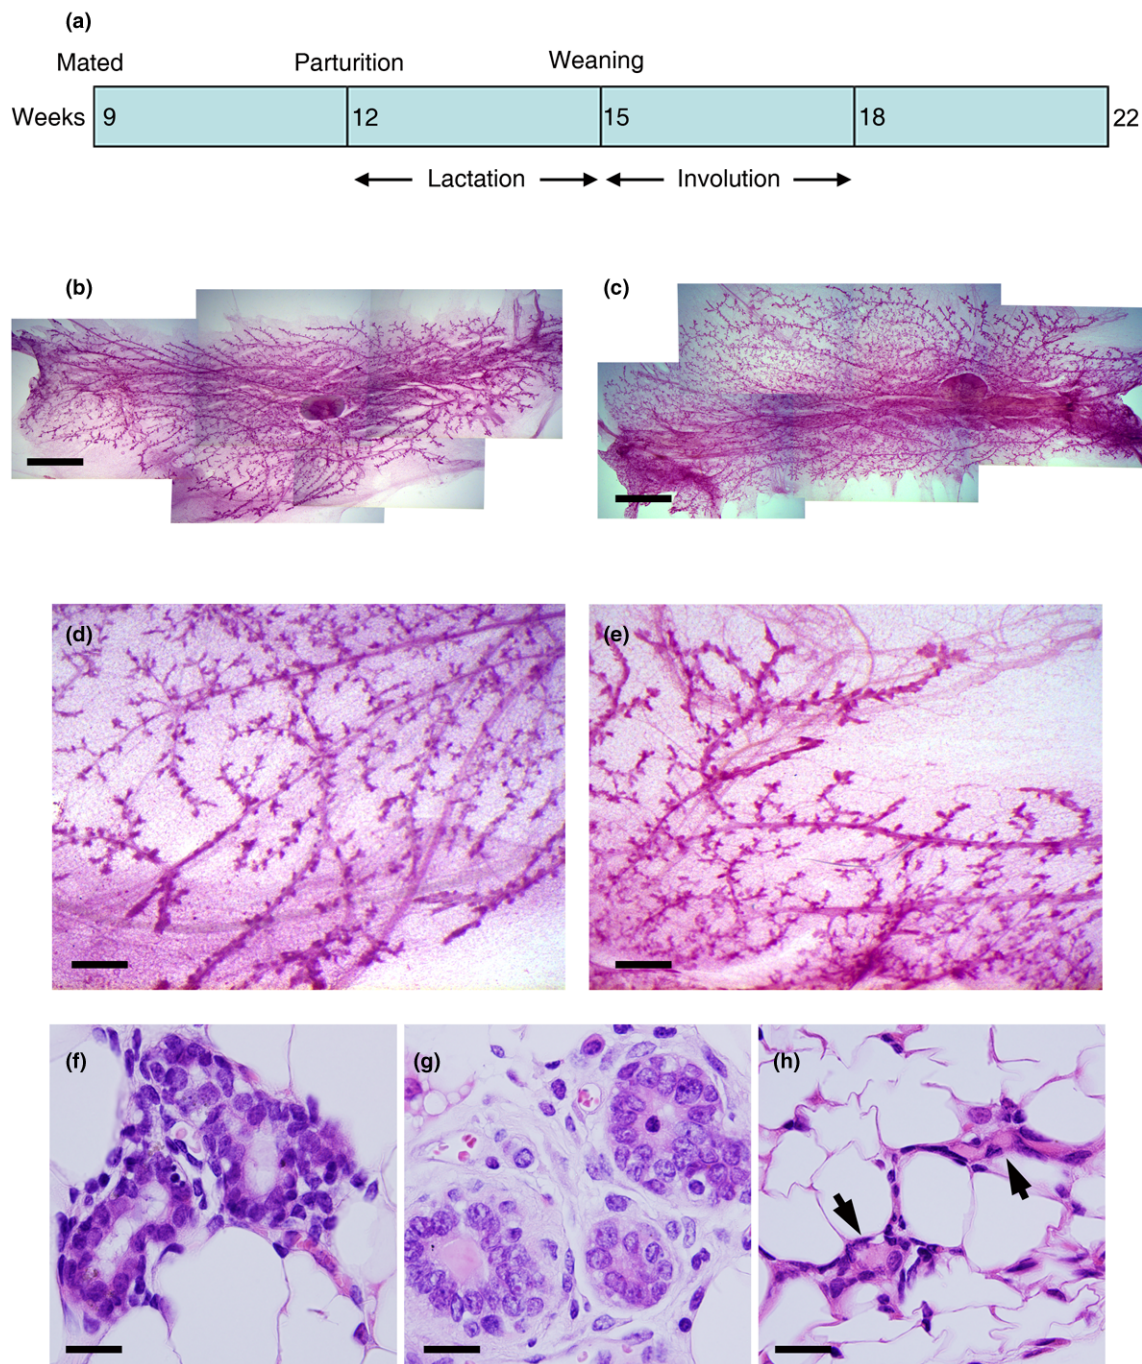 (a)
Mated Parturition Weaning
Weeks 9 12 15 18 22
Lactation Involution
(b) (c)
(d) (e)
(f) (g) (h)